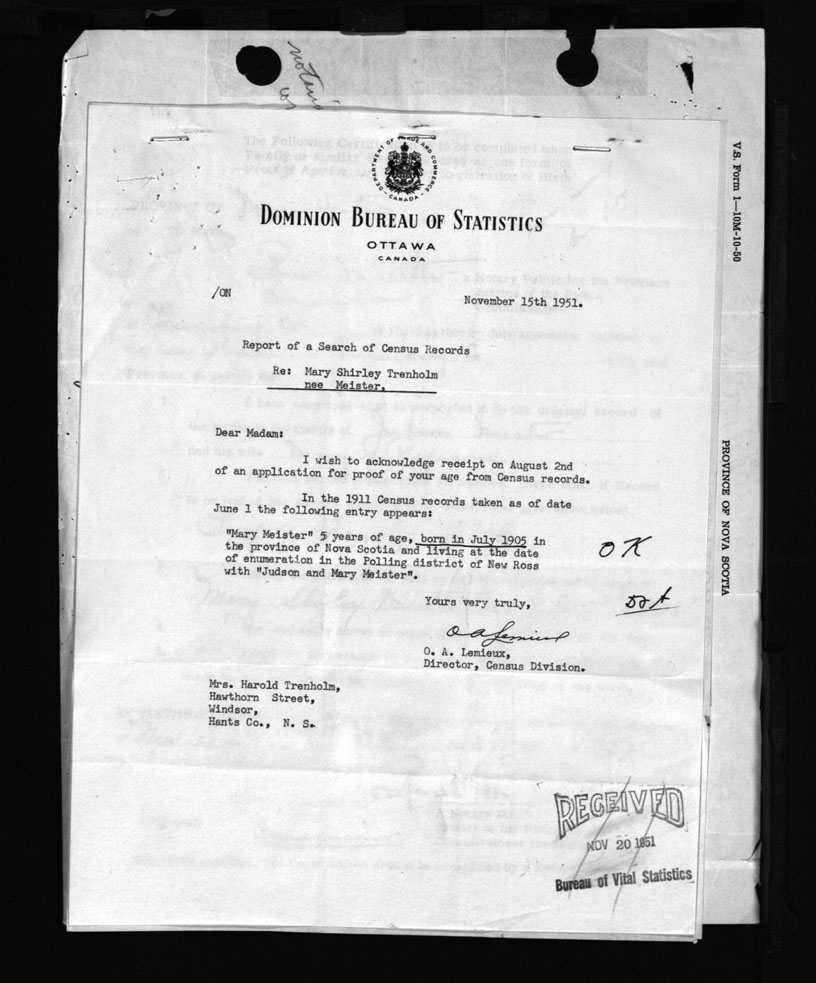 DEPARTMENT OF TRADE AND COMMERCE
CANADA
DOMINION BUREAU OF STATISTICS
OTTAWA
CANADA
/ON
November 15th 1951.
Report of a Search of Census Records
Re: Mary Shirley Trenholm
nee Meister.
Dear Madam:
I wish to acknowledge receipt on August 2nd
of an application for proof of your age from Census records.
In the 1911 Census records taken as of date
June 1 the following entry appears:
"Mary Meister" 5 years of age, born in July 1905 in
the province of Nova Scotia and living at the date
of enumeration in the Polling district of New Ross
with "Judson and Mary Meister".
OK
Yours very truly,
O A Lemieux
O. A. Lemieux,
Director, Census Division.
Mrs. Harold Trenholm,
Hawthorn Street,
Windsor,
Hants Co., N. S.
RECEIVED
NOV 20 1951
Bureau of Vital Statistics
V.S. Form 1—10M-10-50
PROVINCE OF NOVA SCOTIA